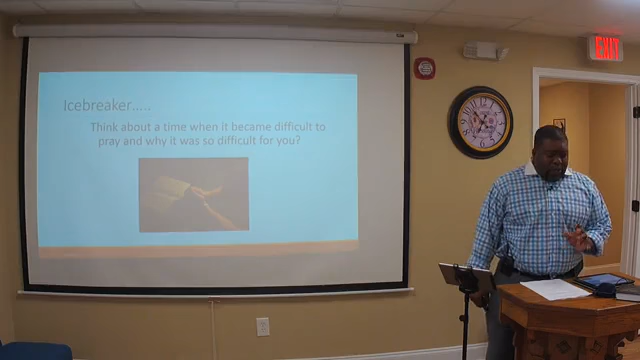 Icebreaker.....
Think about a time when it became difficult to
pray and why it was so difficult for you?
EXIT